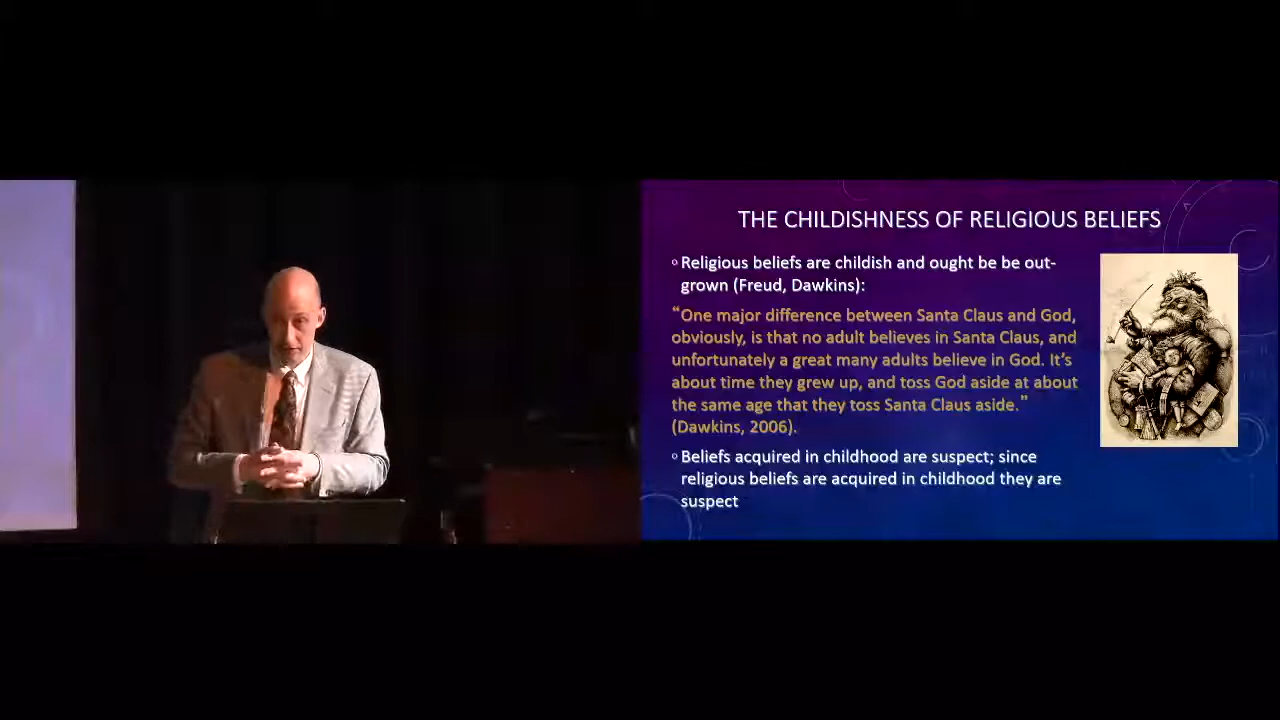 THE CHILDISHNESS OF RELIGIOUS BELIEFS
◦Religious beliefs are childish and ought be be out-
grown (Freud, Dawkins):
“One major difference between Santa Claus and God,
obviously, is that no adult believes in Santa Claus, and
unfortunately a great many adults believe in God. It’s
about time they grew up, and toss God aside at about
the same age that they toss Santa Claus aside.”
(Dawkins, 2006).
◦Beliefs acquired in childhood are suspect; since
religious beliefs are acquired in childhood they are
suspect